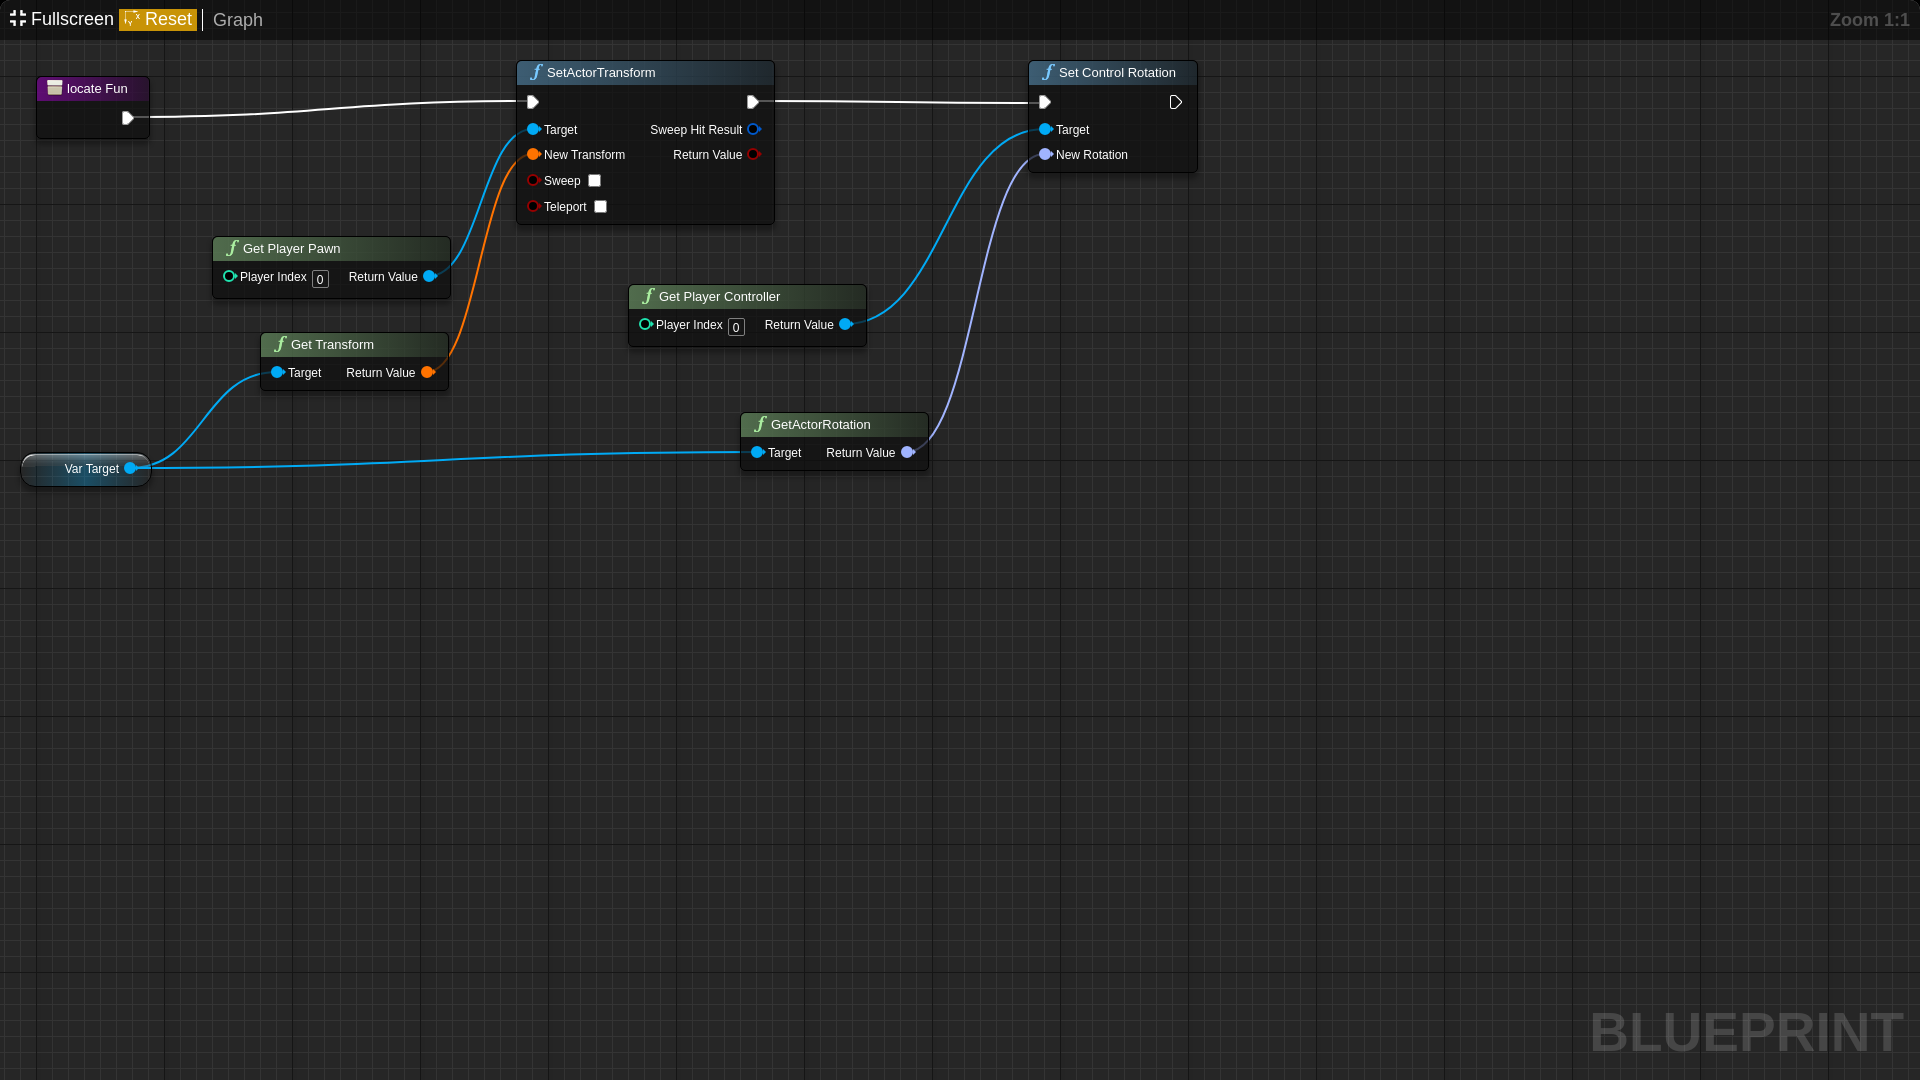 Fullscreen Reset Graph Zoom 1:1
locate Fun
SetActorTransform
Target Sweep Hit Result
New Transform Return Value
Sweep
Teleport
Set Control Rotation
Target
New Rotation
Get Player Pawn
Player Index 0 Return Value
Get Player Controller
Player Index 0 Return Value
Get Transform
Target Return Value
GetActorRotation
Target Return Value
Var Target
BLUEPRINT